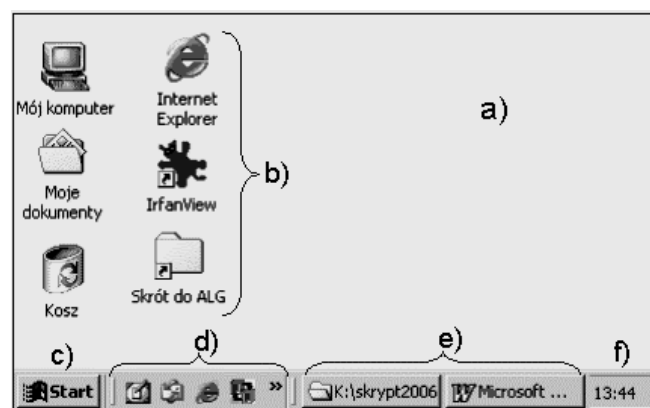 Mój komputer
Internet
Explorer
a)
Moje
dokumenty
IrfanView
b)
Kosz
Skrót do ALG
c)
d)
e)
f)
Start
»
K:\skrypt2006
Microsoft ...
13:44